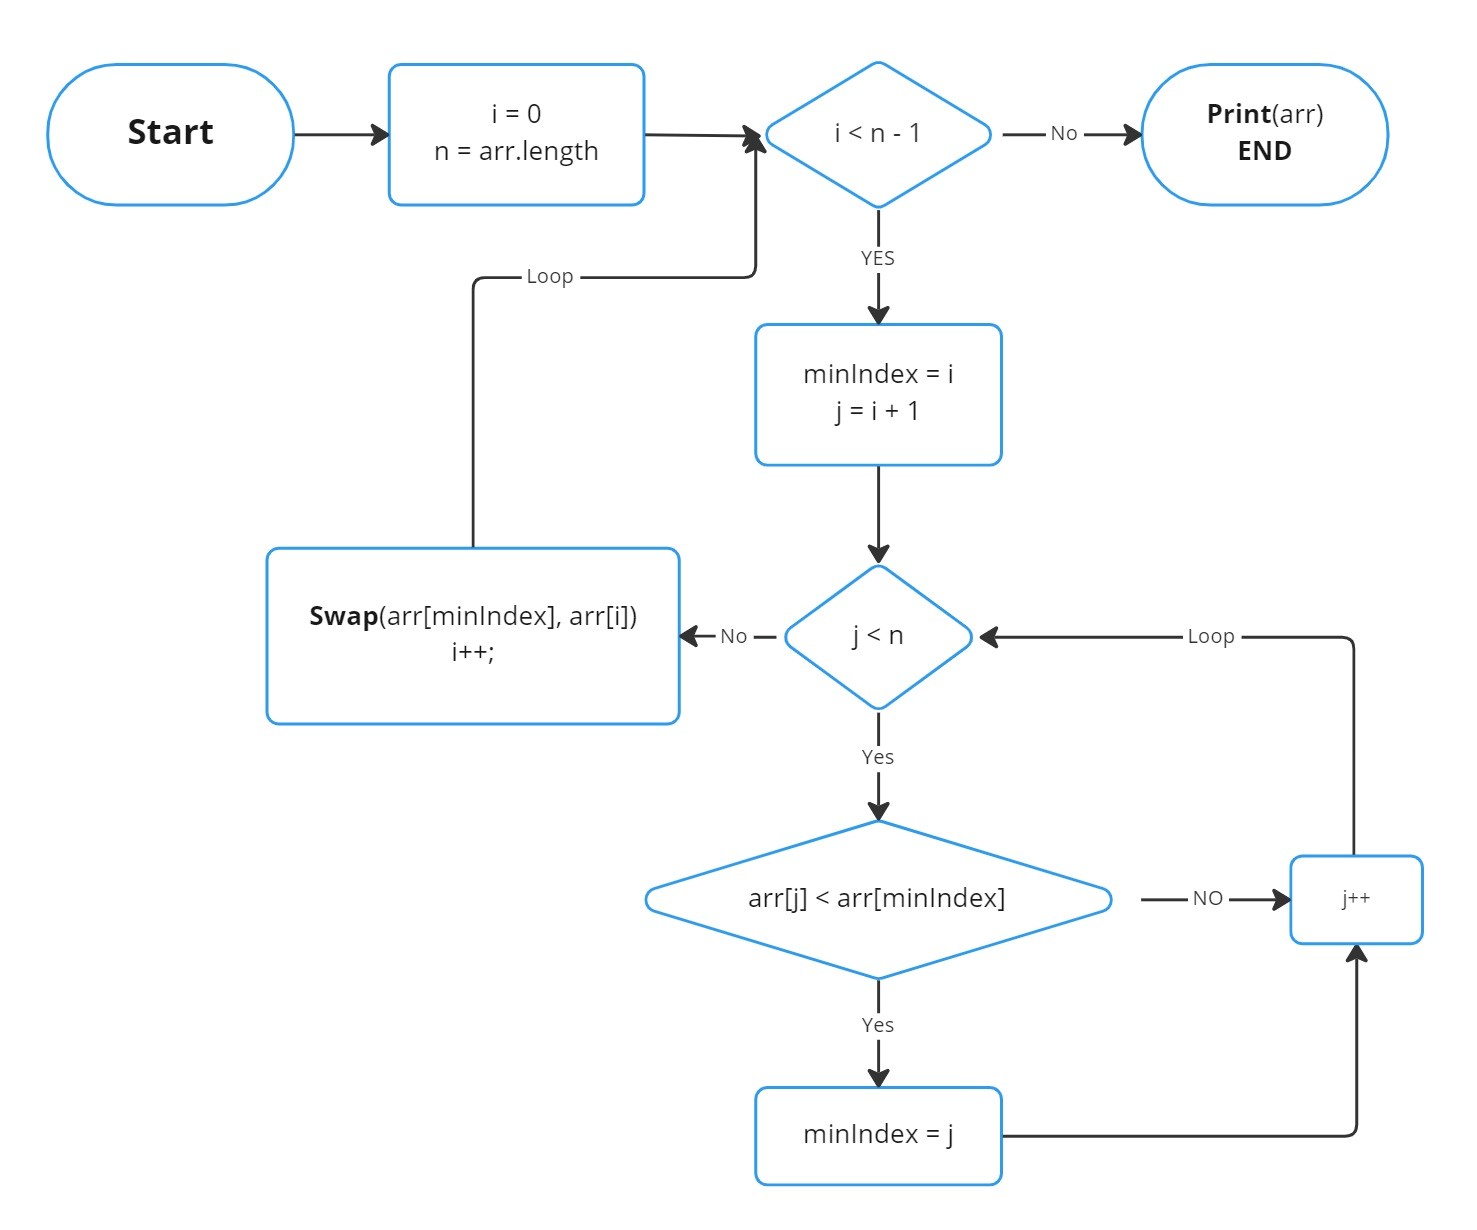 Start
i = 0
n = arr.length
i < n - 1
No
Print(arr)
END
YES
Loop
minIndex = i
j = i + 1
Swap(arr[minIndex], arr[i])
i++;
No
j < n
Loop
Yes
arr[j] < arr[minIndex]
NO
j++
Yes
minIndex = j